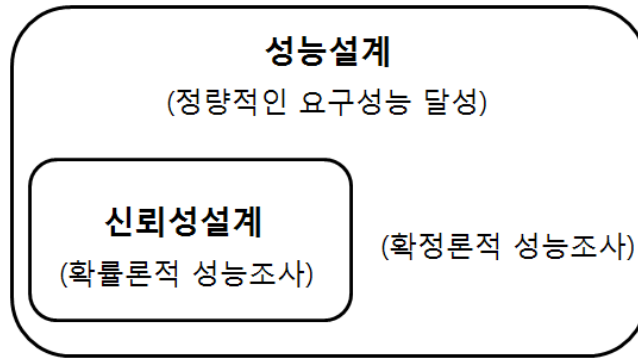 성능설계
(정량적인 요구성능 달성)
신뢰성설계
(확률론적 성능조사)
(확정론적 성능조사)